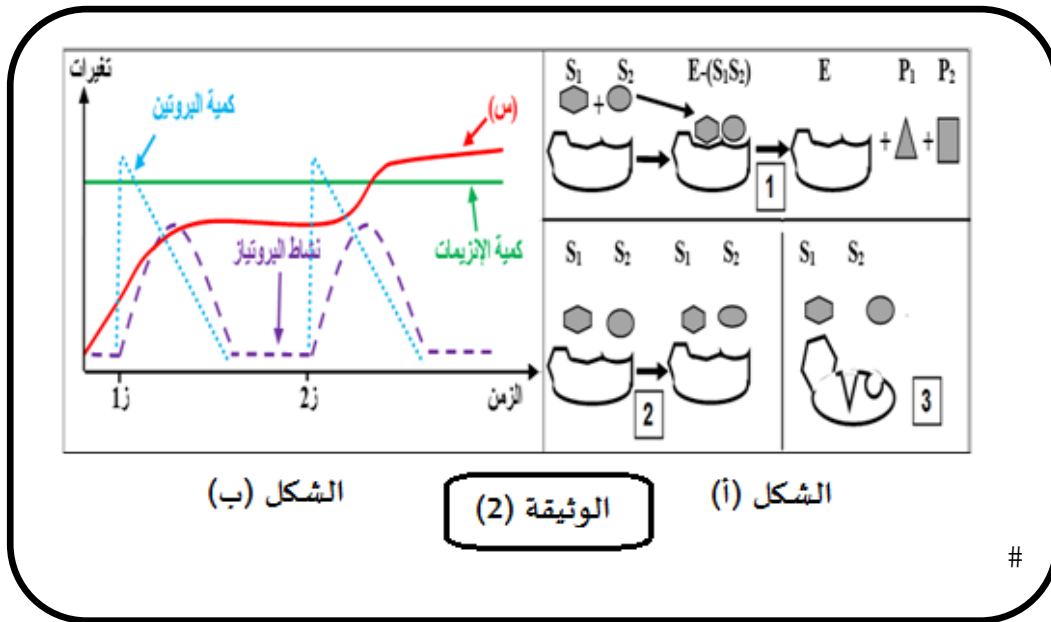 تغيرات
كمية البروتين
(س)
نشاط البروتياز
كمية الإنزيمات
ز1
ز2
الزمن
S₁ S₂ E-(S₁S₂) E P₁ P₂
+ + +
1
S₁ S₂ S₁ S₂
2
S₁ S₂
3
الشكل (أ)
الوثيقة (2)
الشكل (ب)
#